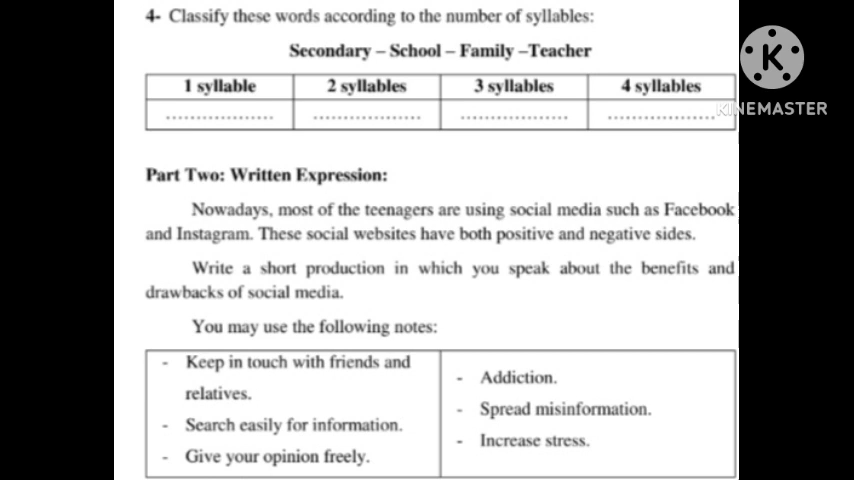 4- Classify these words according to the number of syllables:
Secondary – School – Family –Teacher
1 syllable 2 syllables 3 syllables 4 syllables
.................. .................. .................. ..................
K
KINEMASTER
Part Two: Written Expression:
Nowadays, most of the teenagers are using social media such as Facebook
and Instagram. These social websites have both positive and negative sides.
Write a short production in which you speak about the benefits and
drawbacks of social media.
You may use the following notes:
- Keep in touch with friends and
relatives.
- Search easily for information.
- Give your opinion freely.
- Addiction.
- Spread misinformation.
- Increase stress.